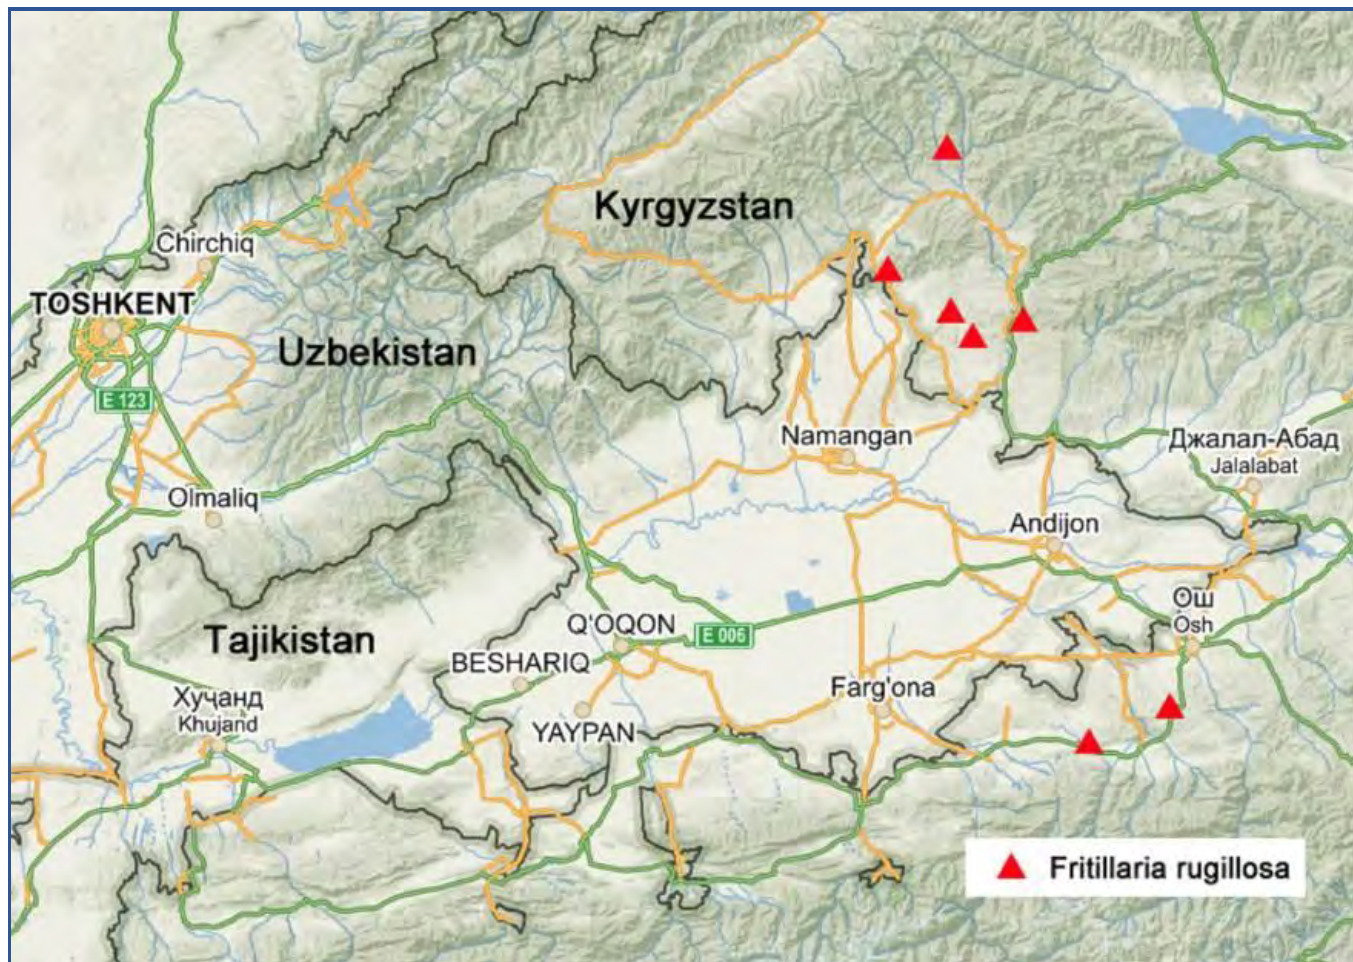 Kyrgyzstan
Chirchiq
TOSHKENT
Uzbekistan
E 123
Namangan
Джалал-Абад
Jalalabat
Olmaliq
Andijon
Ош
Osh
Q'OQON
E 006
Tajikistan
BESHARIQ
Farg'ona
Хуҷанд
Khujand
YAYPAN
Fritillaria rugillosa